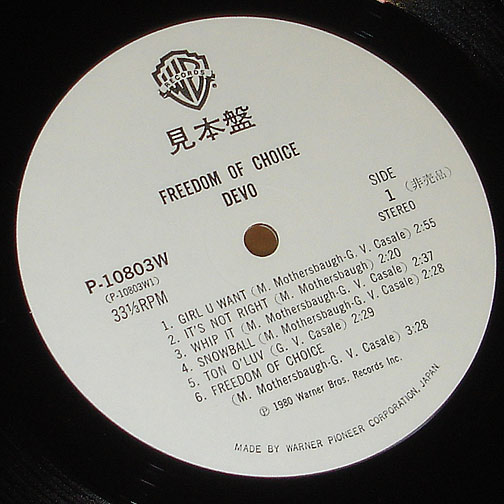 WB RECORDS
®
見本盤
FREEDOM OF CHOICE
DEVO
SIDE
1 (非売品)
STEREO
P-10803W
(P-10803W1)
33⅓RPM
1. GIRL U WANT (M. Mothersbaugh-G. V. Casale) 2:55
2. IT'S NOT RIGHT (M. Mothersbaugh) 2:20
3. WHIP IT (M. Mothersbaugh-G. V. Casale) 2:37
4. SNOWBALL (M. Mothersbaugh-G. V. Casale) 2:28
5. TON O'LUV (G. V. Casale) 2:29
6. FREEDOM OF CHOICE
(M. Mothersbaugh-G. V. Casale) 3:28
℗ 1980 Warner Bros. Records Inc.
MADE BY WARNER PIONEER CORPORATION, JAPAN